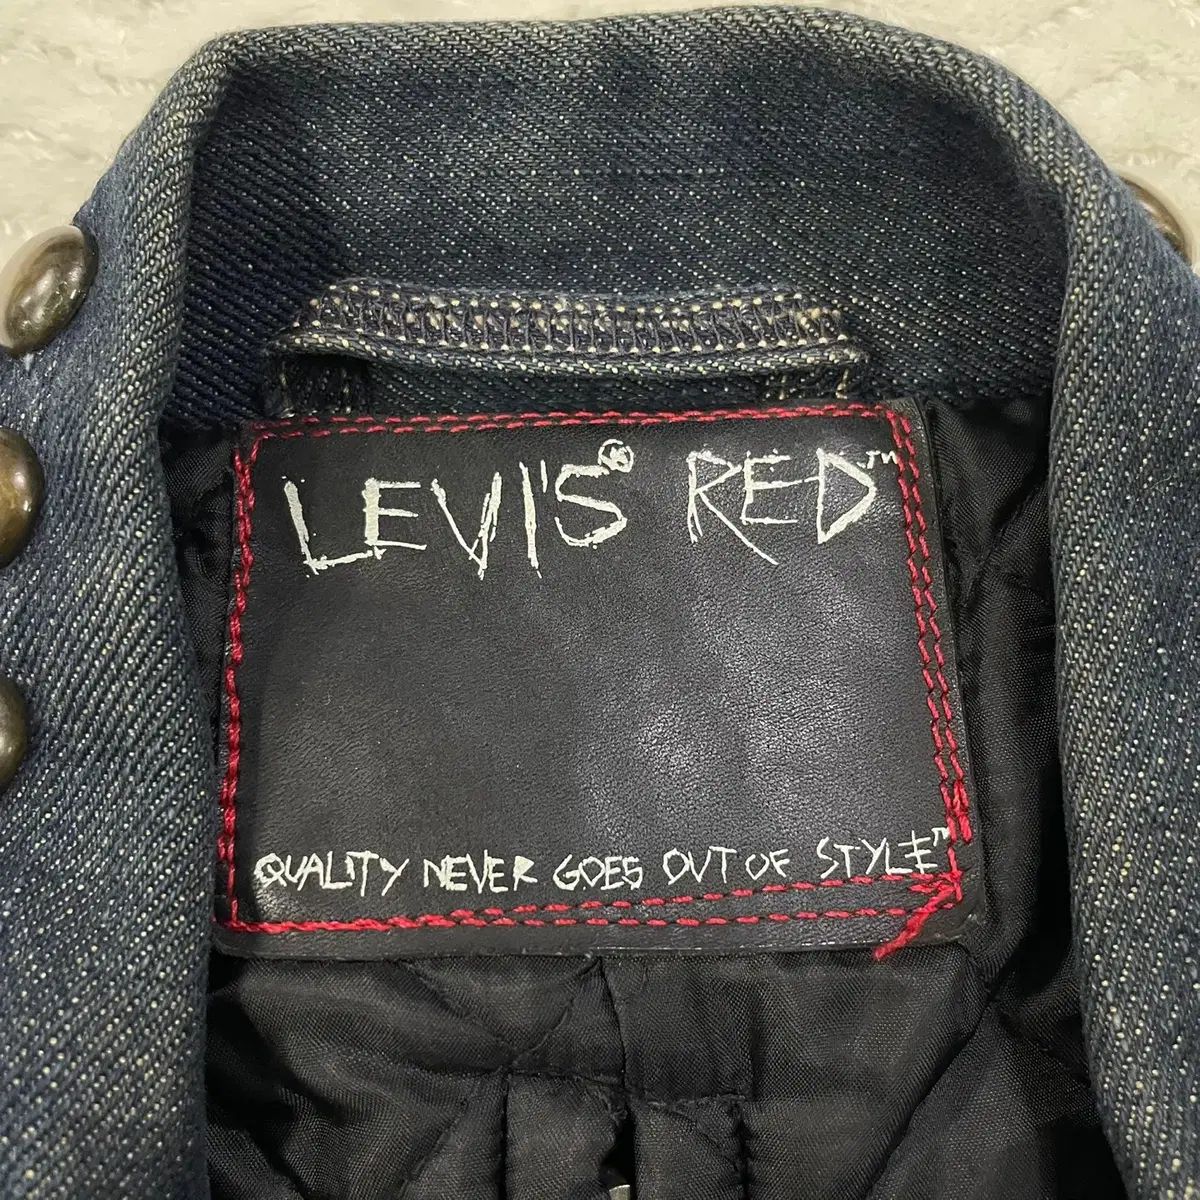 LEVI'S® RED™
QUALITY NEVER GOES OUT OF STYLE™